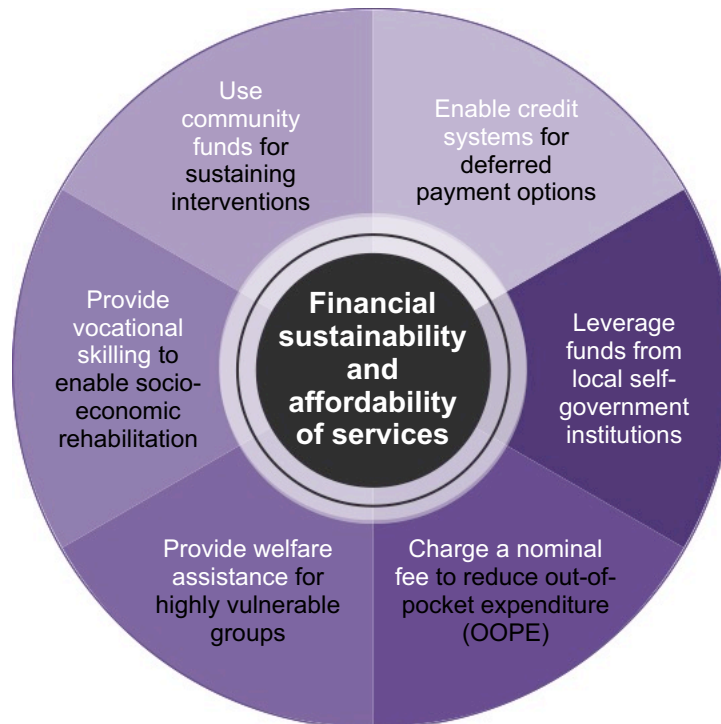 Use
community
funds for
sustaining
interventions
Enable credit
systems for
deferred
payment options
Provide
vocational
skilling to
enable socio-
economic
rehabilitation
Financial
sustainability
and
affordability
of services
Leverage
funds from
local self-
government
institutions
Provide welfare
assistance for
highly vulnerable
groups
Charge a nominal
fee to reduce out-of-
pocket expenditure
(OOPE)